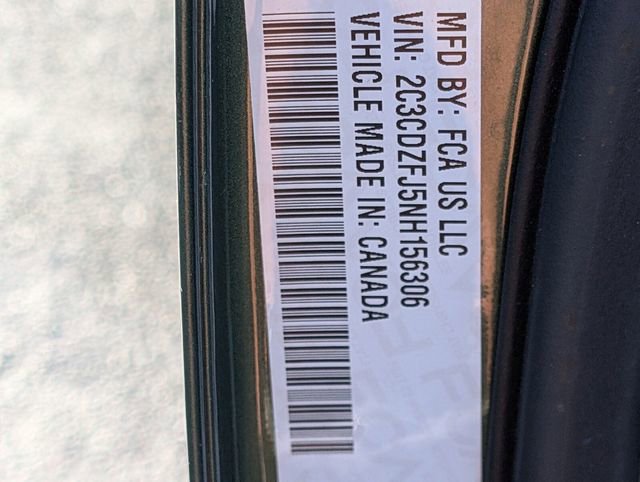 MFD BY: FCA US LLC
VIN: 2C3CDZFJ5NH156306
VEHICLE MADE IN: CANADA